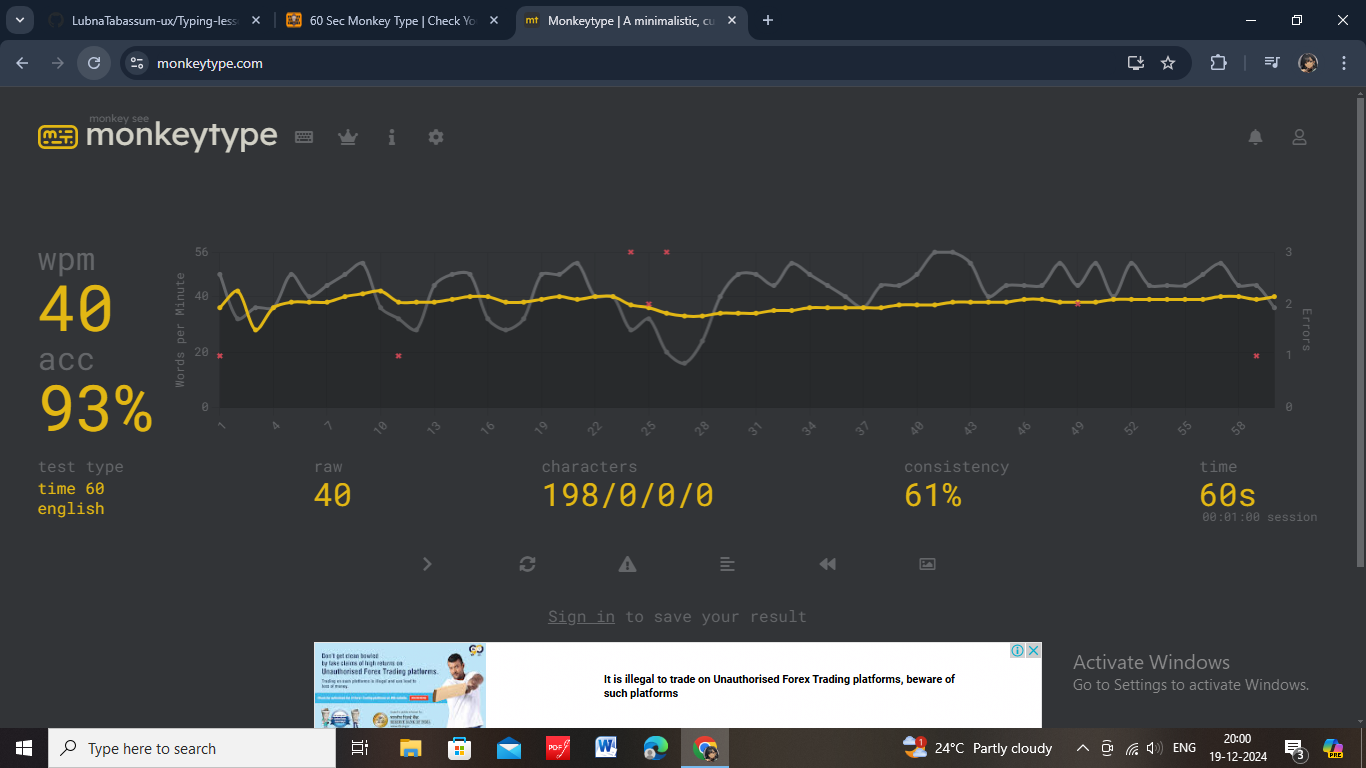 LubnaTabassum-ux/Typing-less
60 Sec Monkey Type | Check Yo
Monkeytype | A minimalistic, cu
monkeytype.com
monkey see
monkeytype
wpm
40
acc
93%
Words per Minute
56
40
20
0
3
2
1
0
Errors
1 4 7 10 13 16 19 22 25 28 31 34 37 40 43 46 49 52 55 58
test type
time 60
english
raw
40
characters
198/0/0/0
consistency
61%
time
60s
00:01:00 session
Sign in to save your result
Don't get clean bowled
by fake claims of high returns on
Unauthorised Forex Trading platforms.
It is illegal to trade on Unauthorised Forex Trading platforms, beware of
such platforms
Activate Windows
Go to Settings to activate Windows.
Type here to search
24°C Partly cloudy
ENG
20:00
19-12-2024
3